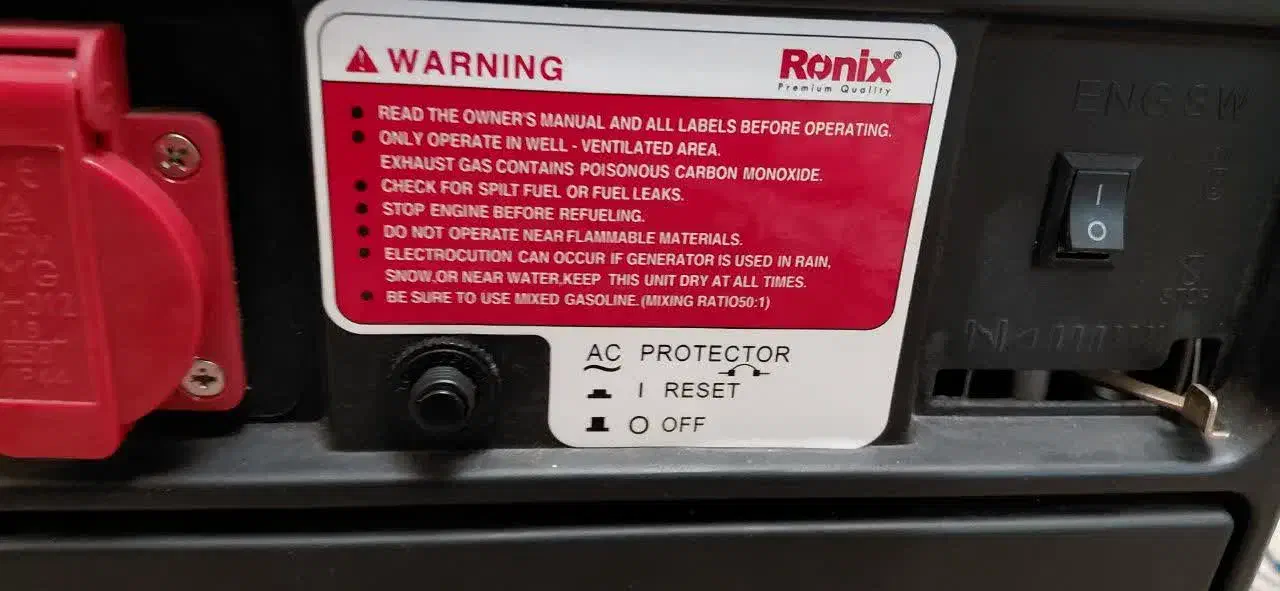 WARNING
Ronix®
Premium Quality
READ THE OWNER'S MANUAL AND ALL LABELS BEFORE OPERATING.
ONLY OPERATE IN WELL - VENTILATED AREA.
EXHAUST GAS CONTAINS POISONOUS CARBON MONOXIDE.
CHECK FOR SPILT FUEL OR FUEL LEAKS.
STOP ENGINE BEFORE REFUELING.
DO NOT OPERATE NEAR FLAMMABLE MATERIALS.
ELECTROCUTION CAN OCCUR IF GENERATOR IS USED IN RAIN,
SNOW,OR NEAR WATER,KEEP THIS UNIT DRY AT ALL TIMES.
BE SURE TO USE MIXED GASOLINE.(MIXING RATIO50:1)
AC PROTECTOR
I RESET
O OFF
ENG SW
I
O
STOP